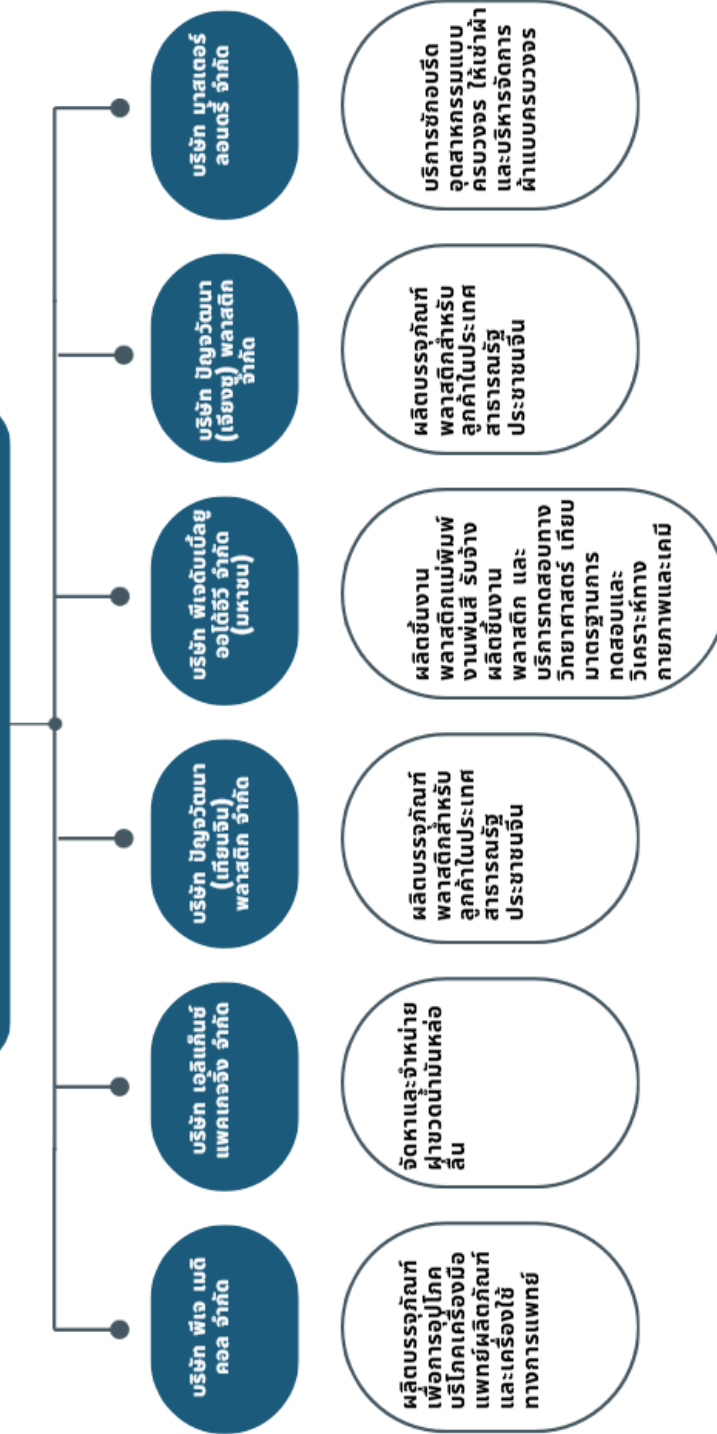 บริษัท พีเจ เมดิ
คอล จำกัด
ผลิตบรรจุภัณฑ์
เพื่อการอุปโภค
บริโภคเครื่องมือ
แพทย์ผลิตภัณฑ์
และเครื่องใช้
ทางการแพทย์
บริษัท เอลิแก็นซ์
แพคเกจจิ้ง จำกัด
จัดหาและจำหน่าย
ฝาขวดน้ำมันหล่อ
ลื่น
บริษัท ปัญจวัฒนา
(เทียนจิน)
พลาสติก จำกัด
ผลิตบรรจุภัณฑ์
พลาสติกสำหรับ
ลูกค้าในประเทศ
สาธารณรัฐ
ประชาชนจีน
บริษัท พีเจดับเบิ้ลยู
ออโต้อีวี จำกัด
(มหาชน)
ผลิตชิ้นงาน
พลาสติกแม่พิมพ์
งานพ่นสี รับจ้าง
ผลิตชิ้นงาน
พลาสติก และ
บริการทดสอบทาง
วิทยาศาสตร์ เทียบ
มาตรฐานการ
ทดสอบและ
วิเคราะห์ทาง
กายภาพและเคมี
บริษัท ปัญจวัฒนา
(เจียงซู) พลาสติก
จำกัด
ผลิตบรรจุภัณฑ์
พลาสติกสำหรับ
ลูกค้าในประเทศ
สาธารณรัฐ
ประชาชนจีน
บริษัท มาสเตอร์
ลอนดรี้ จำกัด
บริการซักอบรีด
อุตสาหกรรมแบบ
ครบวงจร ให้เช่าผ้า
และบริหารจัดการ
ผ้าแบบครบวงจร